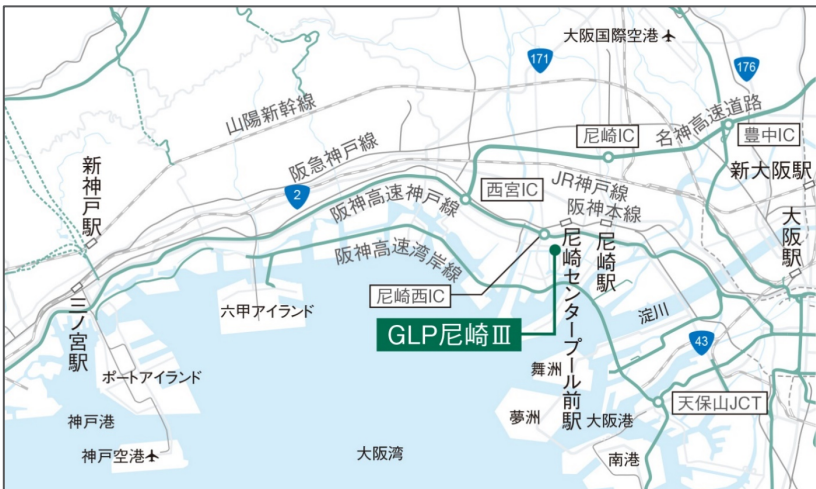 大阪国際空港
171
176
山陽新幹線
名神高速道路
尼崎IC
豊中IC
阪急神戸線
新神戸駅
2
阪神高速神戸線
西宮IC
JR神戸線
阪神本線
新大阪駅
大阪駅
阪神高速湾岸線
尼崎西IC
尼崎センタープール前駅
尼崎駅
三ノ宮駅
六甲アイランド
GLP尼崎Ⅲ
淀川
43
ポートアイランド
舞洲
夢洲
天保山JCT
神戸港
大阪港
神戸空港
大阪湾
南港